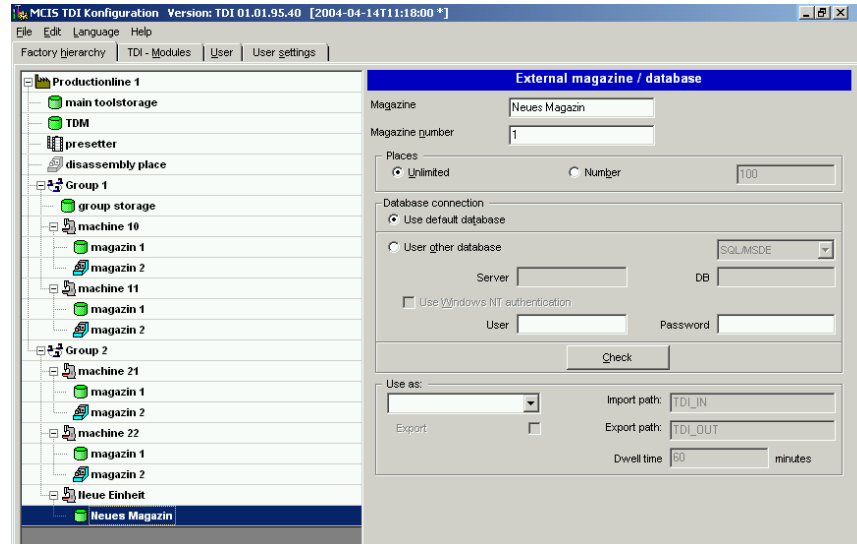 MCIS TDI Konfiguration Version: TDI 01.01.95.40 [2004-04-14T11:18:00 *]
File Edit Language Help
Factory hierarchy TDI - Modules User User settings
Productionline 1
main toolstorage
TDM
presetter
disassembly place
Group 1
group storage
machine 10
magazin 1
magazin 2
machine 11
magazin 1
magazin 2
Group 2
machine 21
magazin 1
magazin 2
machine 22
magazin 1
magazin 2
Neue Einheit
Neues Magazin
External magazine / database
Magazine Neues Magazin
Magazine number 1
Places
Unlimited Number 100
Database connection
Use default database
User other database SQL/MSDE
Server DB
Use Windows NT authentication
User Password
Check
Use as:
Import path: TDI_IN
Export Export path: TDI_OUT
Dwell time 60 minutes